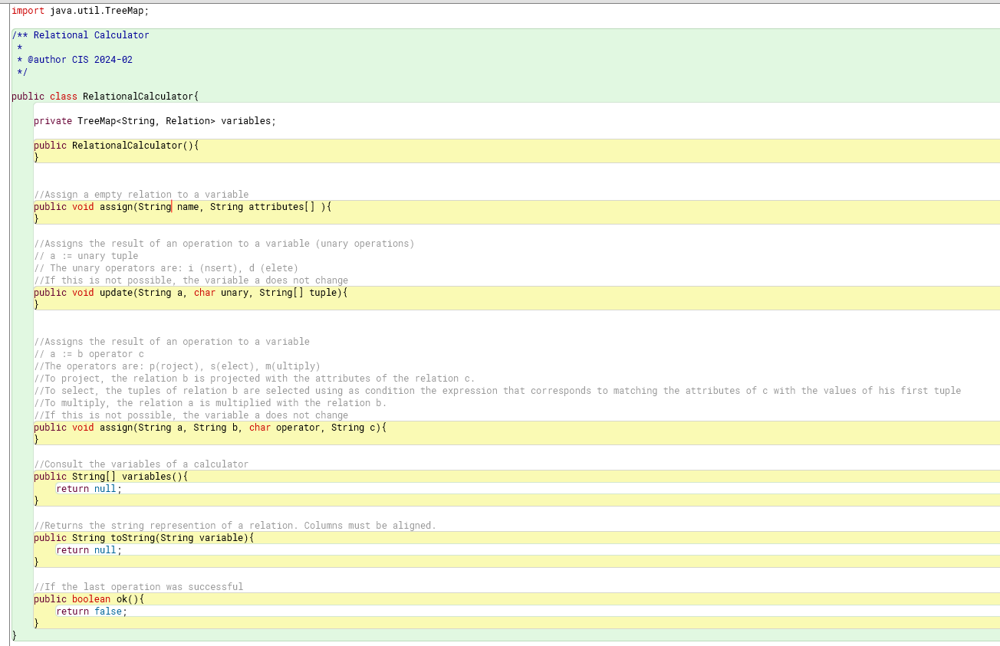 import java.util.TreeMap;
/** Relational Calculator
 *
 * @author CIS 2024-02
 */
public class RelationalCalculator{
    private TreeMap<String, Relation> variables;
    public RelationalCalculator(){
    }
    //Assign a empty relation to a variable
    public void assign(String name, String attributes[] ){
    }
    //Assigns the result of an operation to a variable (unary operations)
    // a := unary tuple
    // The unary operators are: i (nsert), d (elete)
    //If this is not possible, the variable a does not change
    public void update(String a, char unary, String[] tuple){
    }
    //Assigns the result of an operation to a variable
    // a := b operator c
    //The operators are: p(roject), s(elect), m(ultiply)
    //To project, the relation b is projected with the attributes of the relation c.
    //To select, the tuples of relation b are selected using as condition the expression that corresponds to matching the attributes of c with the values of his first tuple
    //To multiply, the relation a is multiplied with the relation b.
    //If this is not possible, the variable a does not change
    public void assign(String a, String b, char operator, String c){
    }
    //Consult the variables of a calculator
    public String[] variables(){
        return null;
    }
    //Returns the string represention of a relation. Columns must be aligned.
    public String toString(String variable){
        return null;
    }
    //If the last operation was successful
    public boolean ok(){
        return false;
    }
}